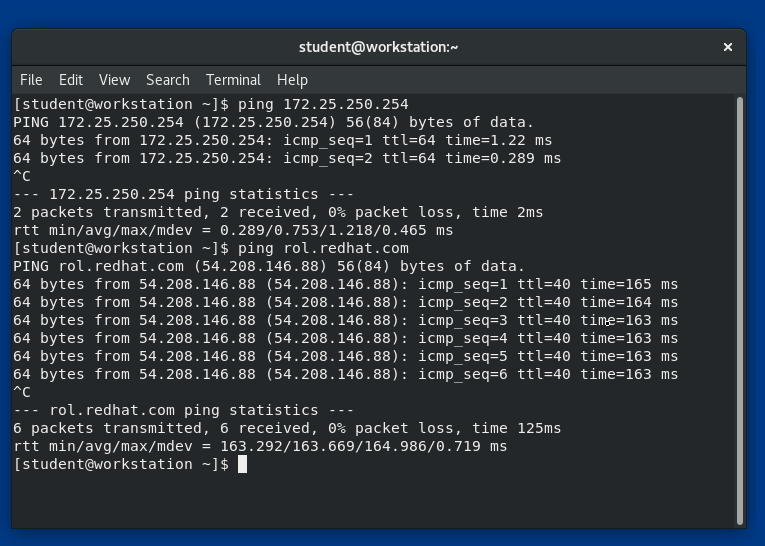 student@workstation:~
File Edit View Search Terminal Help
[student@workstation ~]$ ping 172.25.250.254
PING 172.25.250.254 (172.25.250.254) 56(84) bytes of data.
64 bytes from 172.25.250.254: icmp_seq=1 ttl=64 time=1.22 ms
64 bytes from 172.25.250.254: icmp_seq=2 ttl=64 time=0.289 ms
^C
--- 172.25.250.254 ping statistics ---
2 packets transmitted, 2 received, 0% packet loss, time 2ms
rtt min/avg/max/mdev = 0.289/0.753/1.218/0.465 ms
[student@workstation ~]$ ping rol.redhat.com
PING rol.redhat.com (54.208.146.88) 56(84) bytes of data.
64 bytes from 54.208.146.88 (54.208.146.88): icmp_seq=1 ttl=40 time=165 ms
64 bytes from 54.208.146.88 (54.208.146.88): icmp_seq=2 ttl=40 time=164 ms
64 bytes from 54.208.146.88 (54.208.146.88): icmp_seq=3 ttl=40 time=163 ms
64 bytes from 54.208.146.88 (54.208.146.88): icmp_seq=4 ttl=40 time=163 ms
64 bytes from 54.208.146.88 (54.208.146.88): icmp_seq=5 ttl=40 time=163 ms
64 bytes from 54.208.146.88 (54.208.146.88): icmp_seq=6 ttl=40 time=163 ms
^C
--- rol.redhat.com ping statistics ---
6 packets transmitted, 6 received, 0% packet loss, time 125ms
rtt min/avg/max/mdev = 163.292/163.669/164.986/0.719 ms
[student@workstation ~]$